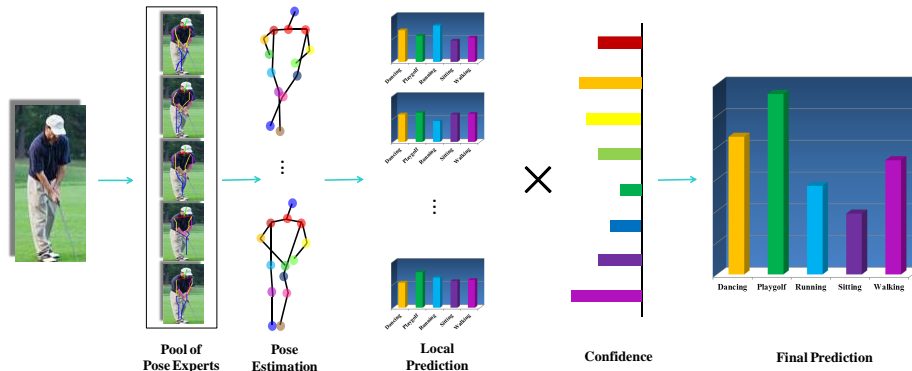 Dancing
Playgolf
Running
Sitting
Walking
Dancing
Playgolf
Running
Sitting
Walking
Dancing
Playgolf
Running
Sitting
Walking
Dancing
Playgolf
Running
Sitting
Walking
Pool of
Pose Experts
Pose
Estimation
Local
Prediction
Confidence
Final Prediction